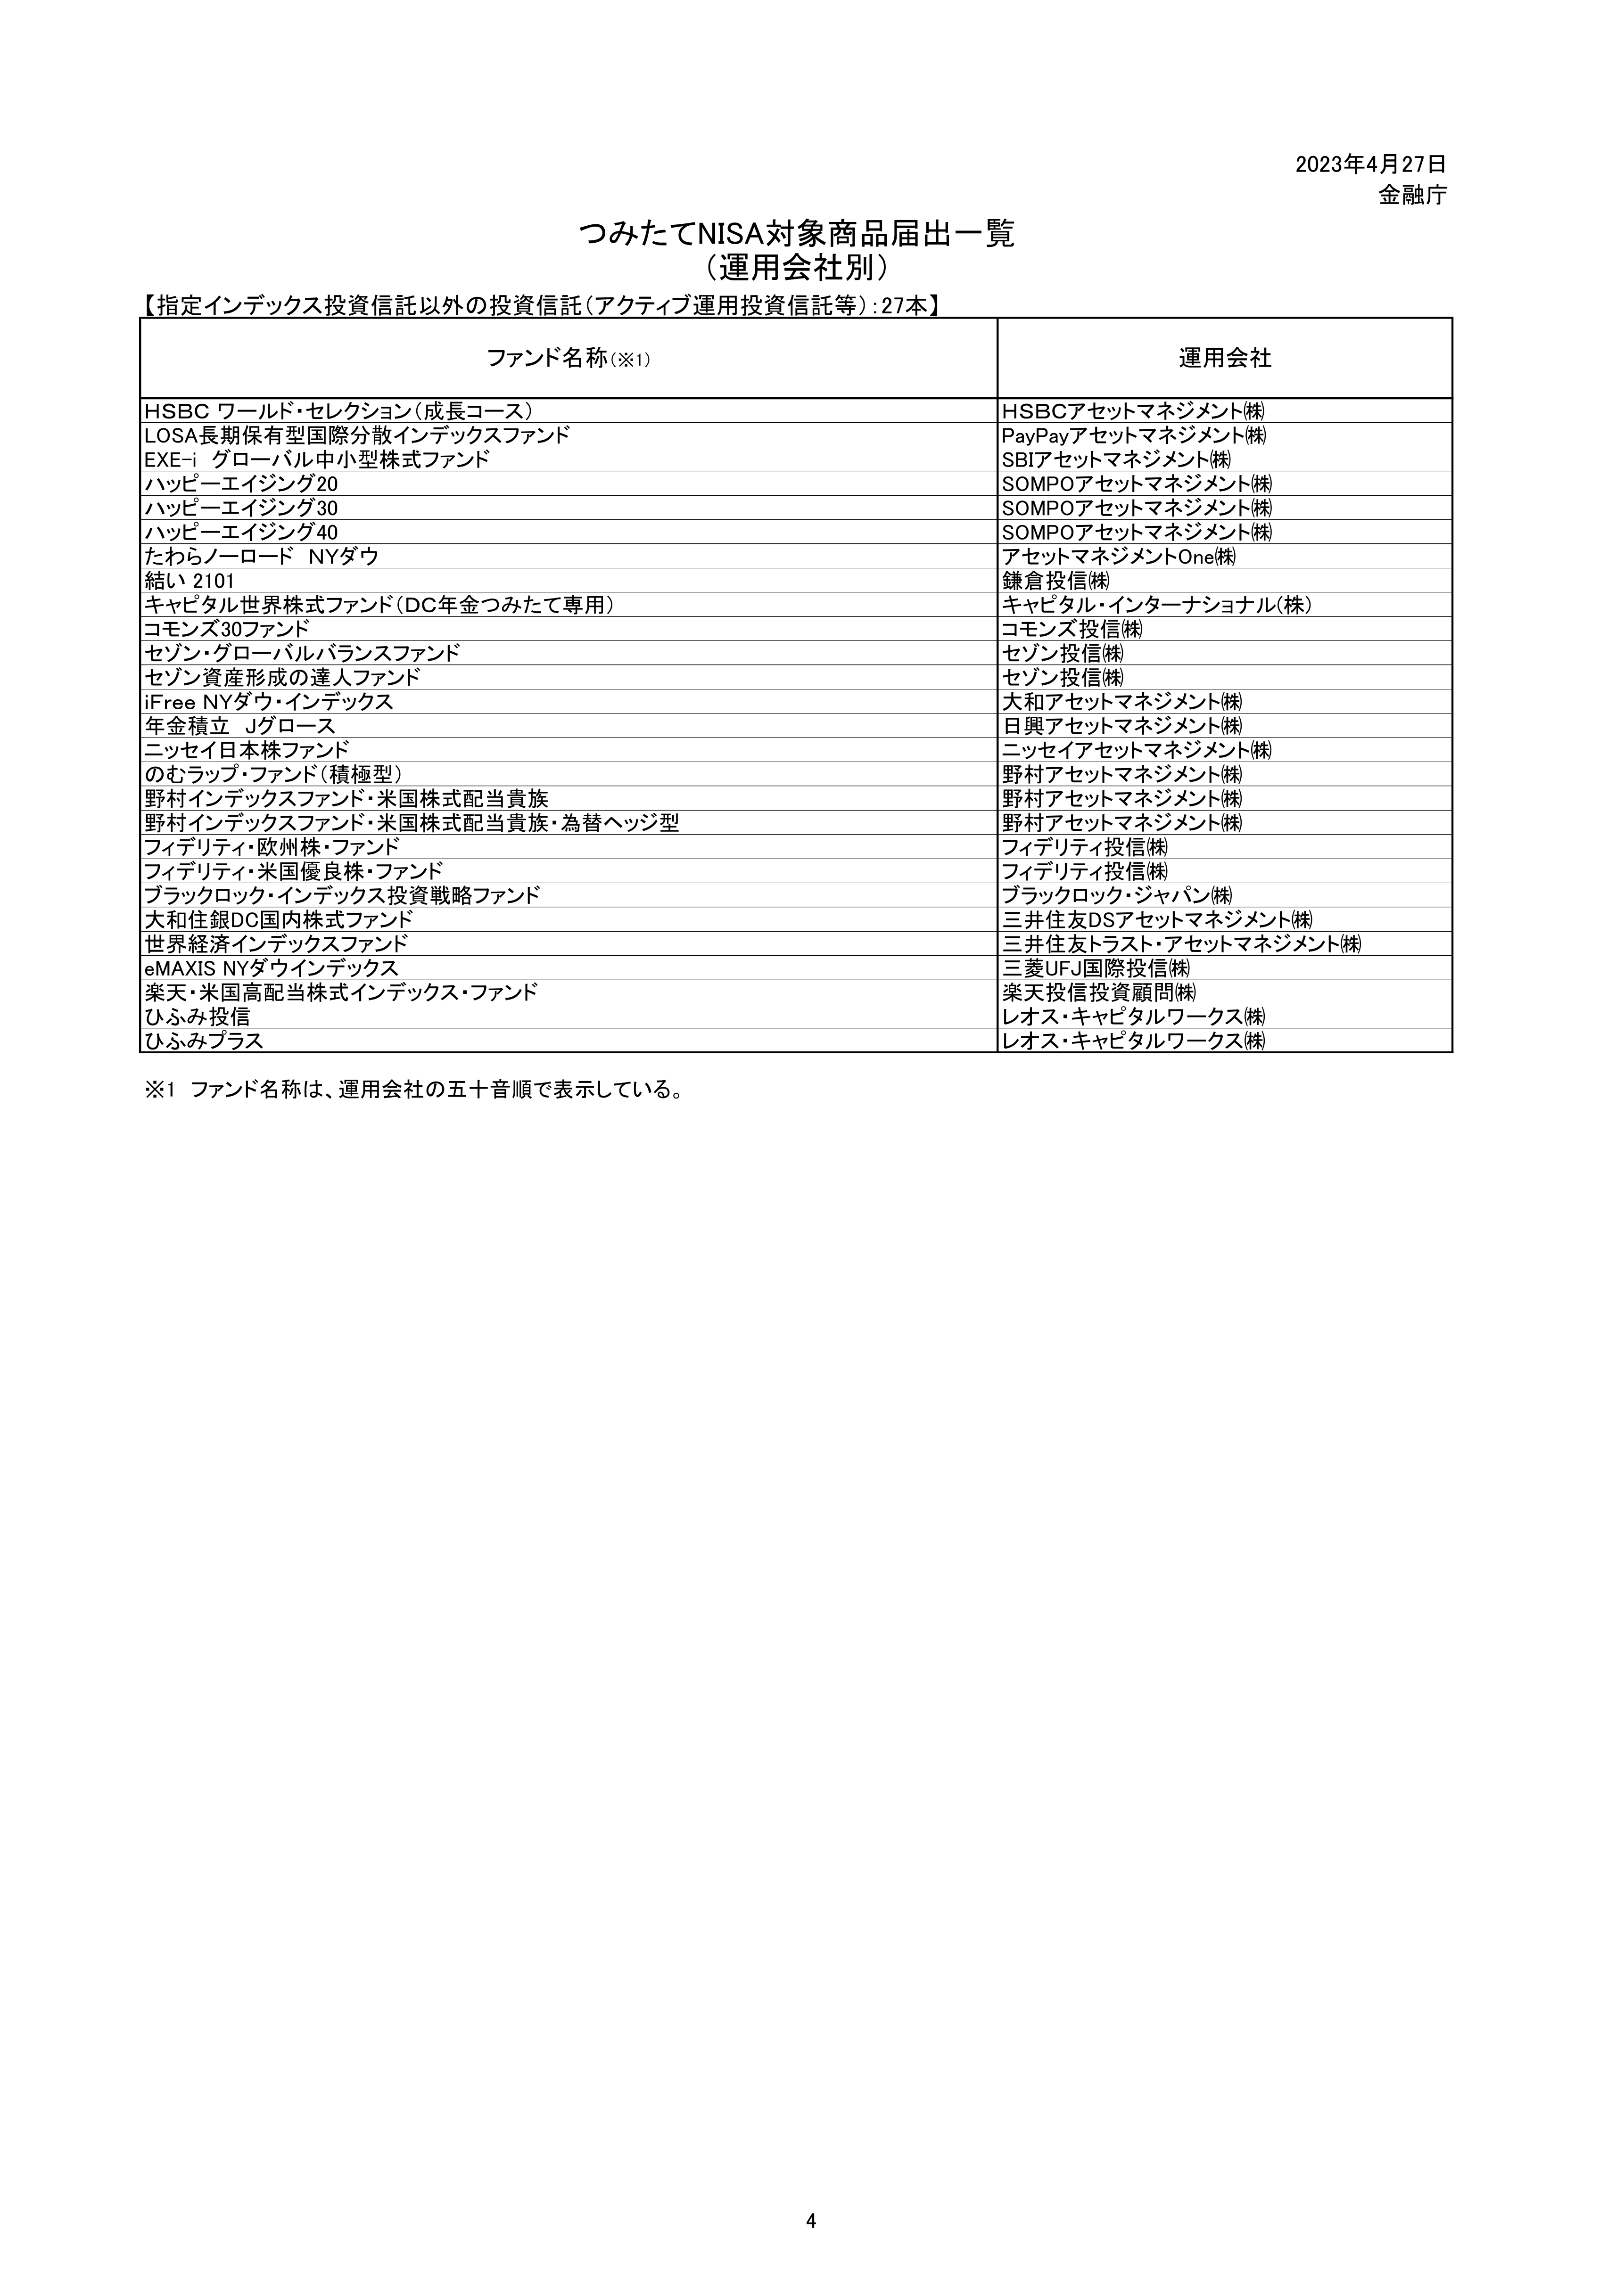 2023年4月27日
金融庁
つみたてNISA対象商品届出一覧
（運用会社別）
【指定インデックス投資信託以外の投資信託（アクティブ運用投資信託等）：27本】
ファンド名称（※1） 運用会社
HSBC ワールド・セレクション（成長コース） HSBCアセットマネジメント㈱
LOSA長期保有型国際分散インデックスファンド PayPayアセットマネジメント㈱
EXE-i グローバル中小型株式ファンド SBIアセットマネジメント㈱
ハッピーエイジング20 SOMPOアセットマネジメント㈱
ハッピーエイジング30 SOMPOアセットマネジメント㈱
ハッピーエイジング40 SOMPOアセットマネジメント㈱
たわらノーロード NYダウ アセットマネジメントOne㈱
結い 2101 鎌倉投信㈱
キャピタル世界株式ファンド（DC年金つみたて専用） キャピタル・インターナショナル（株）
コモンズ30ファンド コモンズ投信㈱
セゾン・グローバルバランスファンド セゾン投信㈱
セゾン資産形成の達人ファンド セゾン投信㈱
iFree NYダウ・インデックス 大和アセットマネジメント㈱
年金積立 Jグロース 日興アセットマネジメント㈱
ニッセイ日本株ファンド ニッセイアセットマネジメント㈱
のむラップ・ファンド（積極型） 野村アセットマネジメント㈱
野村インデックスファンド・米国株式配当貴族 野村アセットマネジメント㈱
野村インデックスファンド・米国株式配当貴族・為替ヘッジ型 野村アセットマネジメント㈱
フィデリティ・欧州株・ファンド フィデリティ投信㈱
フィデリティ・米国優良株・ファンド フィデリティ投信㈱
ブラックロック・インデックス投資戦略ファンド ブラックロック・ジャパン㈱
大和住銀DC国内株式ファンド 三井住友DSアセットマネジメント㈱
世界経済インデックスファンド 三井住友トラスト・アセットマネジメント㈱
eMAXIS NYダウインデックス 三菱UFJ国際投信㈱
楽天・米国高配当株式インデックス・ファンド 楽天投信投資顧問㈱
ひふみ投信 レオス・キャピタルワークス㈱
ひふみプラス レオス・キャピタルワークス㈱
※1 ファンド名称は、運用会社の五十音順で表示している。
4